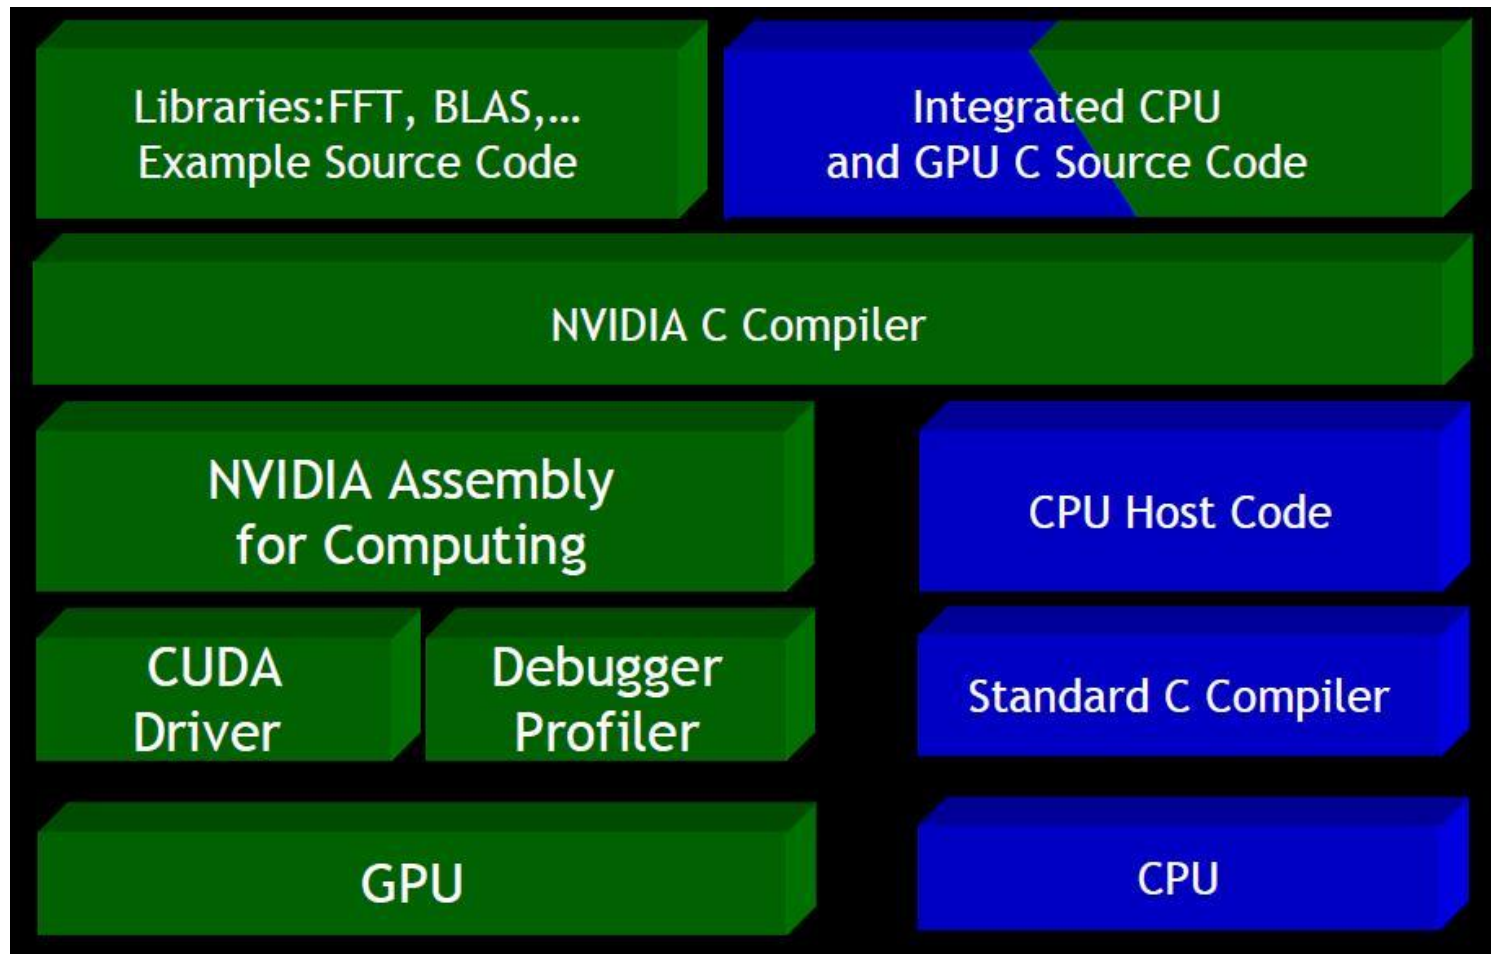 Libraries:FFT, BLAS,…
Example Source Code
Integrated CPU
and GPU C Source Code
NVIDIA C Compiler
NVIDIA Assembly
for Computing
CPU Host Code
CUDA
Driver
Debugger
Profiler
Standard C Compiler
GPU
CPU